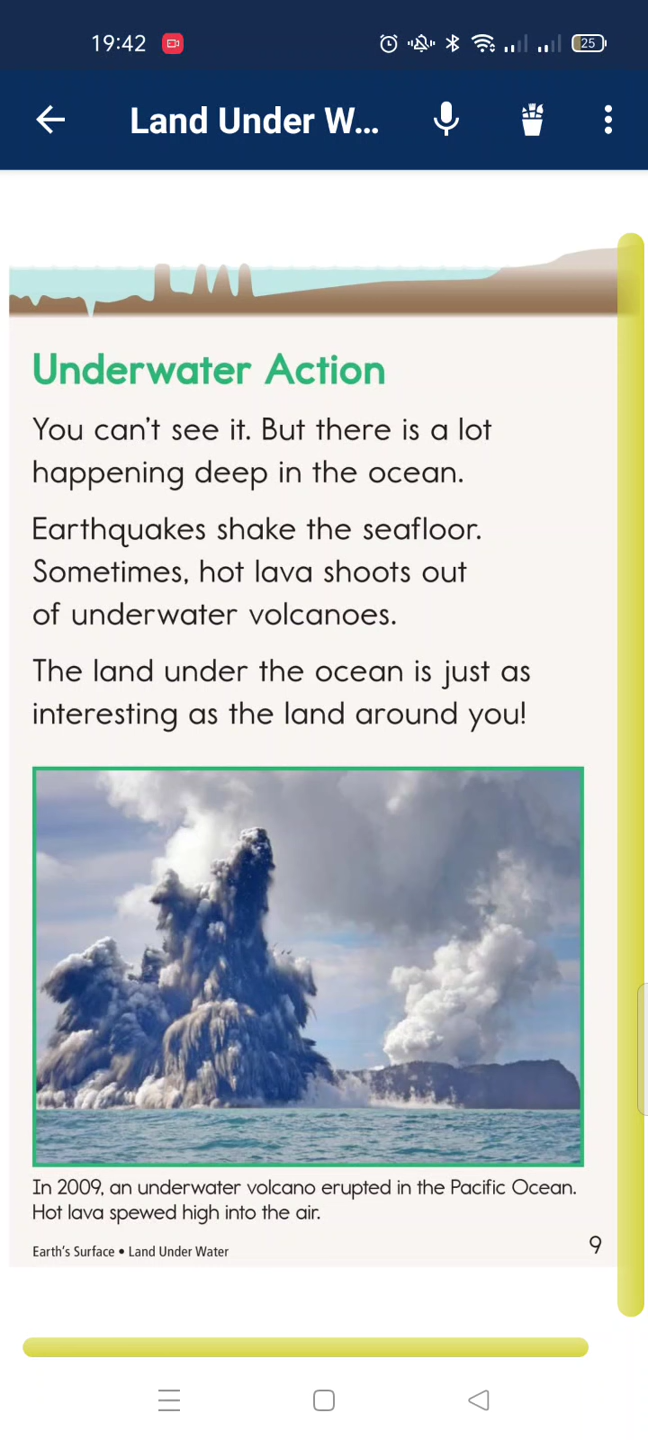 19:42
25
Land Under W...
Underwater Action
You can't see it. But there is a lot
happening deep in the ocean.
Earthquakes shake the seafloor.
Sometimes, hot lava shoots out
of underwater volcanoes.
The land under the ocean is just as
interesting as the land around you!
In 2009, an underwater volcano erupted in the Pacific Ocean.
Hot lava spewed high into the air.
Earth's Surface • Land Under Water
9